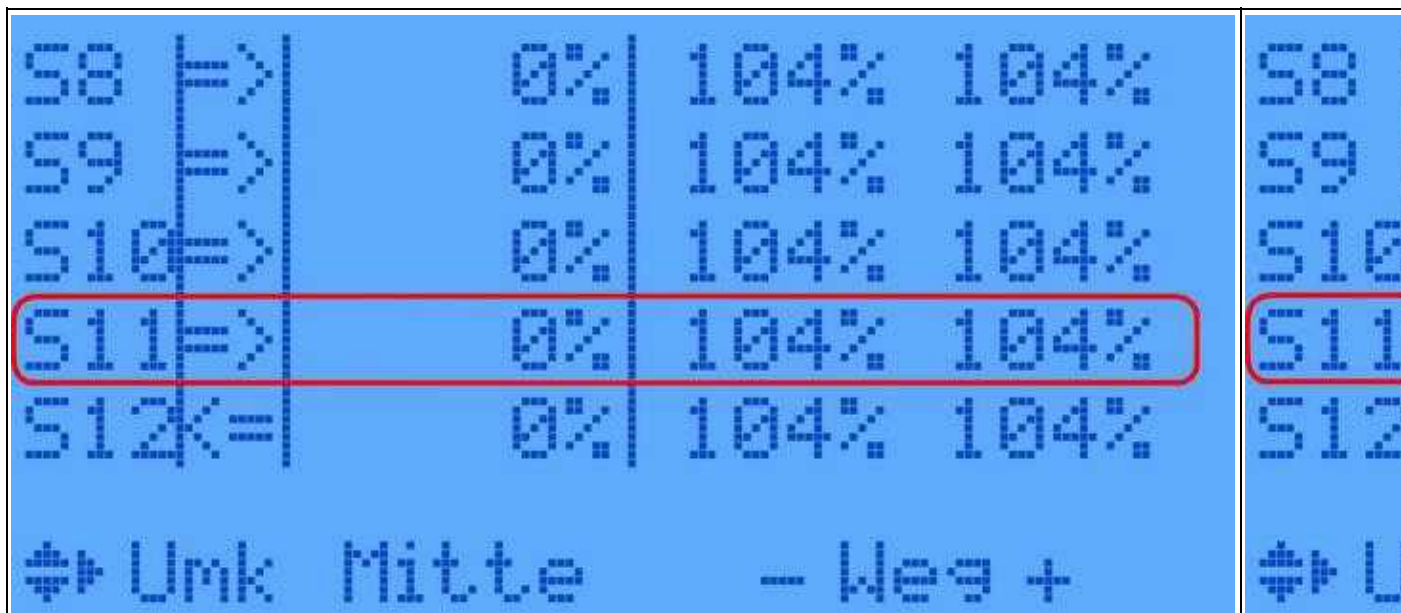 S8 => 0% 104% 104%
S9 => 0% 104% 104%
S10=> 0% 104% 104%
S11=> 0% 104% 104%
S12<= 0% 104% 104%
Umk Mitte - Weg +
S8
S9
S10
S11
S12